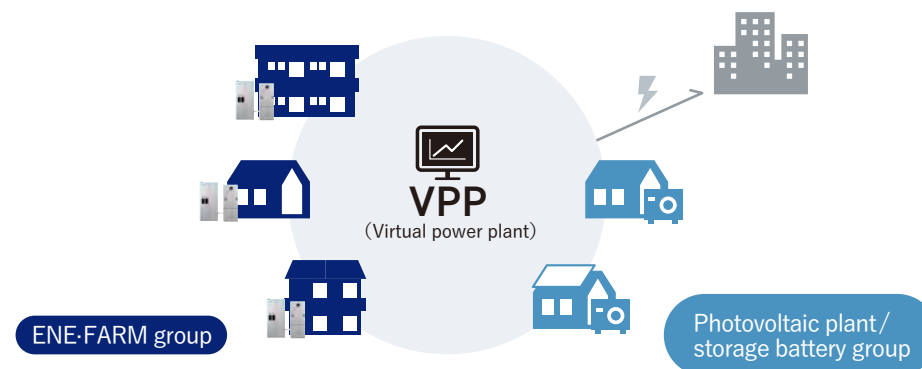 VPP
（Virtual power plant）
ENE·FARM group
Photovoltaic plant/
storage battery group